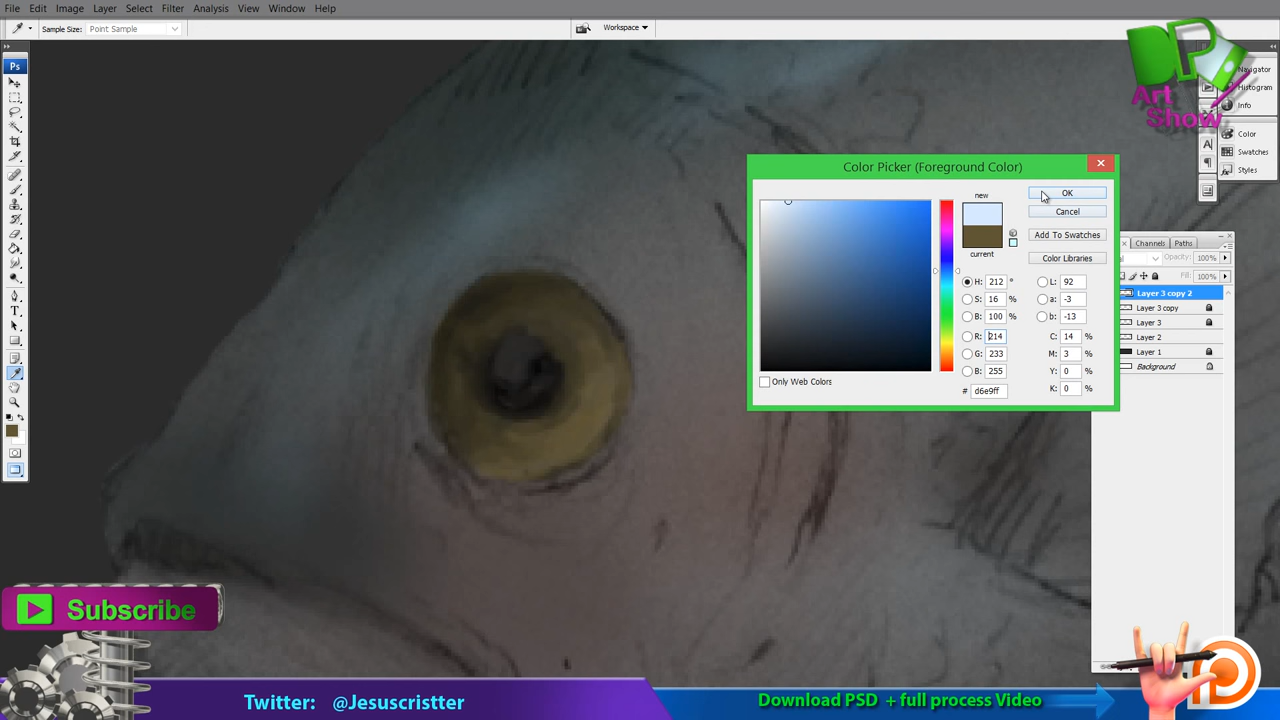 File Edit Image Layer Select Filter Analysis View Window Help
Sample Size: Point Sample
Workspace
Ps
DP
Art
Show
Navigator
Histogram
Info
Color
Swatches
Styles
Color Picker (Foreground Color)
new
current
OK
Cancel
Add To Swatches
Color Libraries
H: 212 °
S: 16 %
B: 100 %
R: 214
G: 233
B: 255
L: 92
a: -3
b: -13
C: 14 %
M: 3 %
Y: 0 %
K: 0 %
# d6e9ff
Only Web Colors
Channels Paths
Opacity: 100%
Fill: 100%
Layer 3 copy 2
Layer 3 copy
Layer 3
Layer 2
Layer 1
Background
Subscribe
Twitter: @Jesuscristter
Download PSD + full process Video